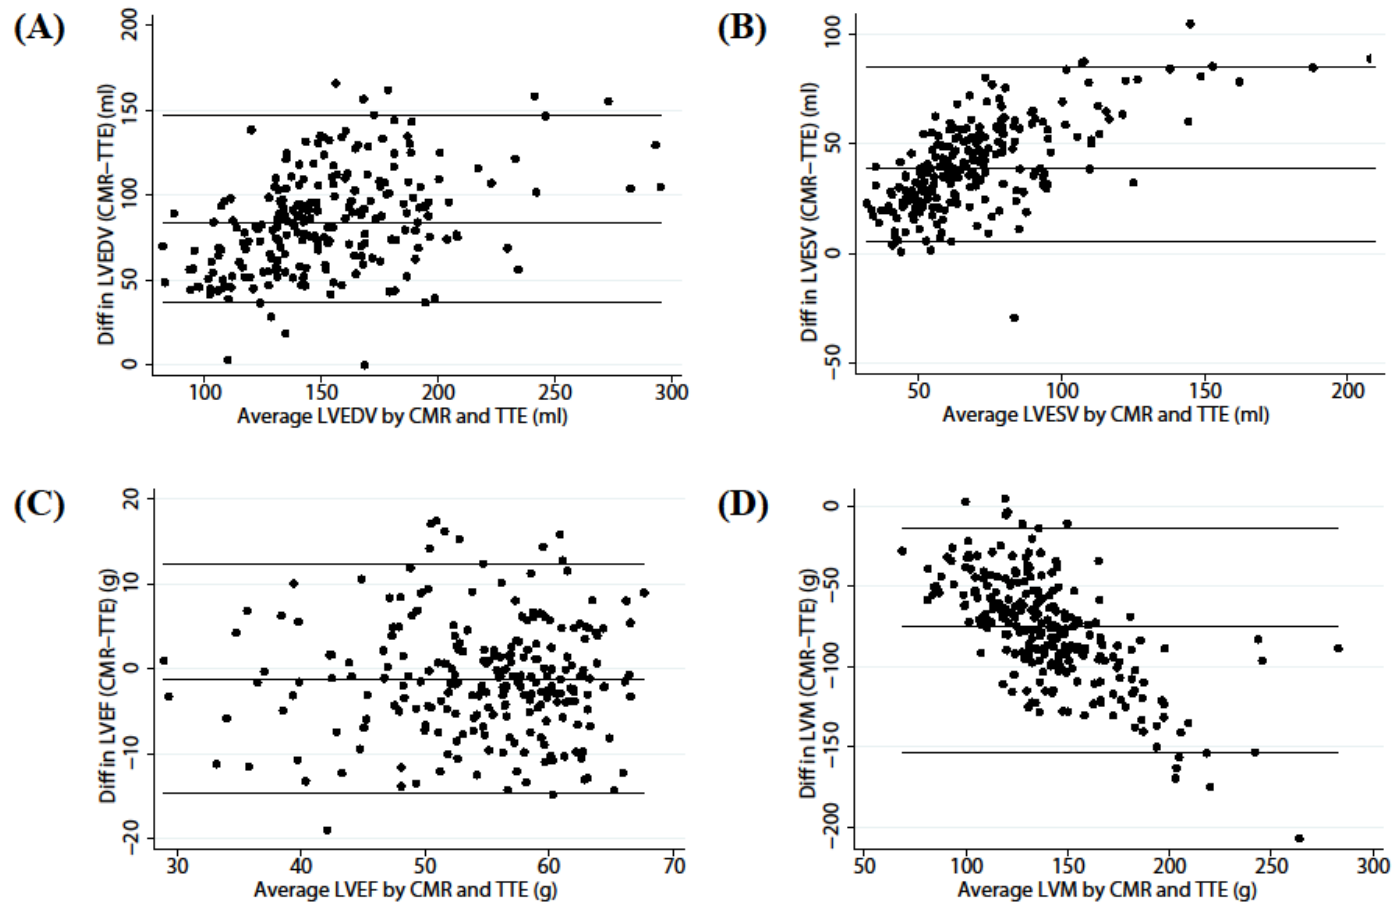 (A)
Diff in LVEDV (CMR−TTE) (ml)
200
150
100
50
0
100 150 200 250 300
Average LVEDV by CMR and TTE (ml)
(B)
Diff in LVESV (CMR−TTE) (ml)
100
50
0
−50
50 100 150 200
Average LVESV by CMR and TTE (ml)
(C)
Diff in LVEF (CMR−TTE) (g)
20
10
0
−10
−20
30 40 50 60 70
Average LVEF by CMR and TTE (g)
(D)
Diff in LVM (CMR−TTE) (g)
0
−50
−100
−150
−200
50 100 150 200 250 300
Average LVM by CMR and TTE (g)